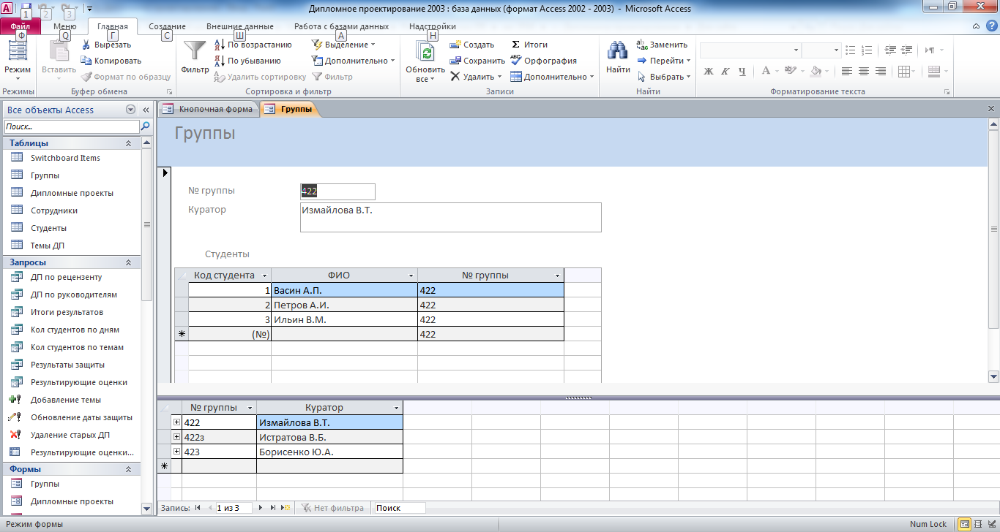 Дипломное проектирование 2003 : база данных (формат Access 2002 - 2003) - Microsoft Access
1 2 3
Файл Меню Главная Создание Внешние данные Работа с базами данных Надстройки
Ф Q Г С Ш А Н
Режим
Режимы
Вставить
Вырезать
Копировать
Формат по образцу
Буфер обмена
Фильтр
По возрастанию
По убыванию
Удалить сортировку
Выделение
Дополнительно
Фильтр
Сортировка и фильтр
Обновить
все
Создать
Сохранить
Удалить
Итоги
Орфография
Дополнительно
Записи
Найти
Заменить
Перейти
Выбрать
Найти
Ж К Ч
Форматирование текста
Все объекты Access
Поиск...
Таблицы
Switchboard Items
Группы
Дипломные проекты
Сотрудники
Студенты
Темы ДП
Запросы
ДП по рецензенту
ДП по руководителям
Итоги результатов
Кол студентов по дням
Кол студентов по темам
Результаты защиты
Результирующие оценки
Добавление темы
Обновление даты защиты
Удаление старых ДП
Результирующие оценки...
Формы
Группы
Дипломные проекты
Кнопочная форма Группы
Группы
№ группы 422
Куратор Измайлова В.Т.
Студенты
Код студента ФИО № группы
1 Васин А.П. 422
2 Петров А.И. 422
3 Ильин В.М. 422
(№) 422
№ группы Куратор
422 Измайлова В.Т.
422з Истратова В.Б.
423 Борисенко Ю.А.
Запись: 1 из 3 Нет фильтра Поиск
Режим формы Num Lock